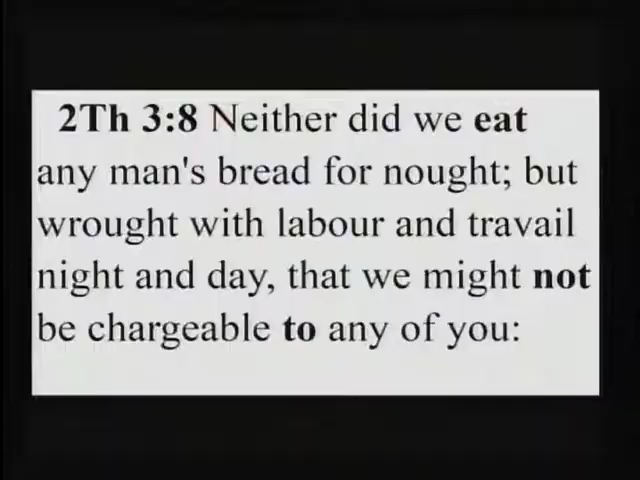 2Th 3:8 Neither did we eat
any man's bread for nought; but
wrought with labour and travail
night and day, that we might not
be chargeable to any of you: